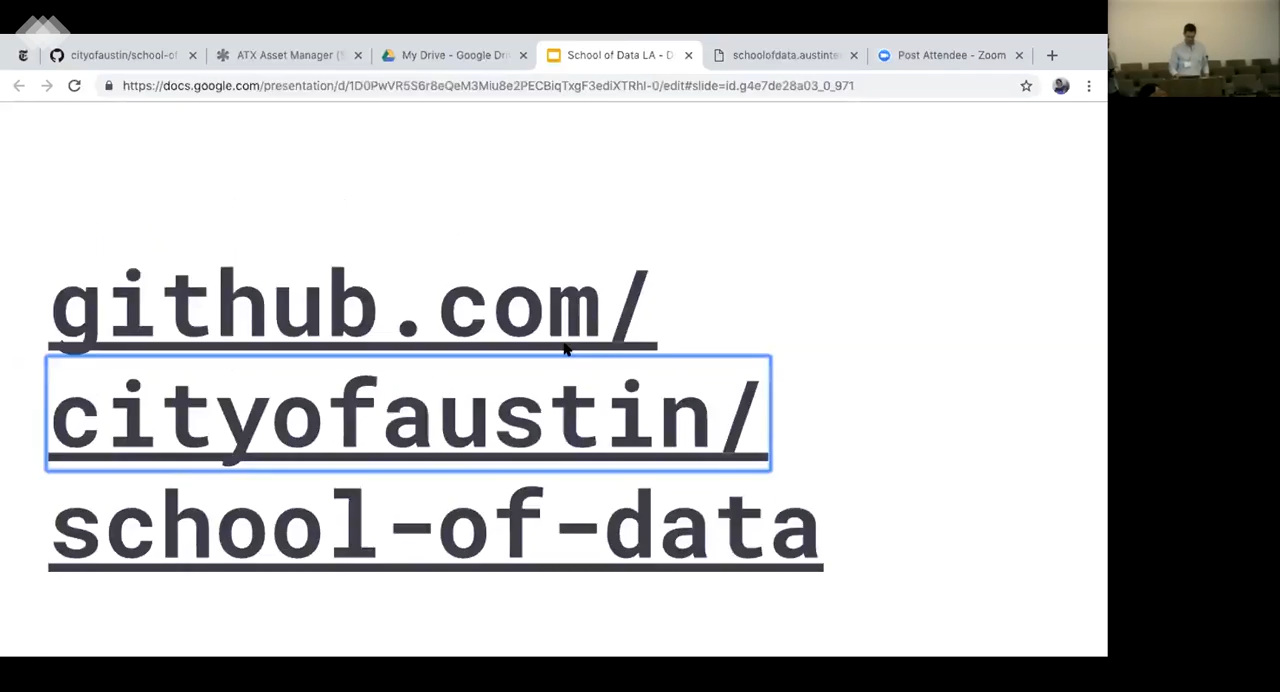 cityofaustin/school-of
ATX Asset Manager (
My Drive - Google Dri
School of Data LA - D
schoolofdata.austinte
Post Attendee - Zoom
https://docs.google.com/presentation/d/1D0PwVR5S6r8eQeM3Miu8e2PECBiqTxgF3ediXTRhI-0/edit#slide=id.g4e7de28a03_0_971
github.com/
cityofaustin/
school-of-data